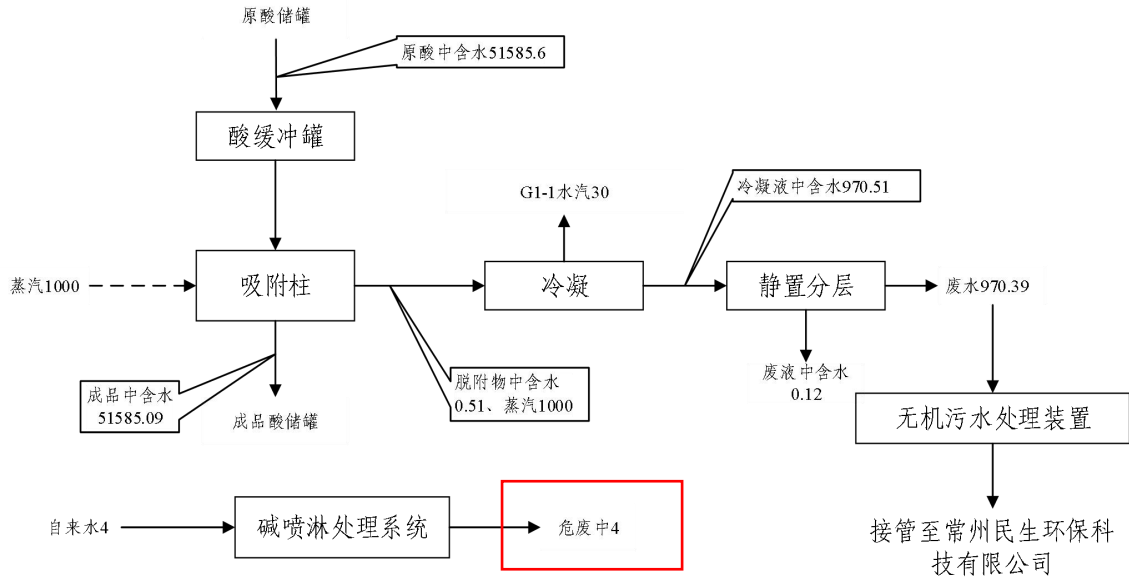 原酸储罐
原酸中含水51585.6
酸缓冲罐
G1-1水汽30
冷凝液中含水970.51
蒸汽1000
吸附柱
冷凝
静置分层
废水970.39
成品中含水
51585.09
成品酸储罐
脱附物中含水
0.51、蒸汽1000
废液中含水
0.12
无机污水处理装置
自来水4
碱喷淋处理系统
危废中4
接管至常州民生环保科
技有限公司